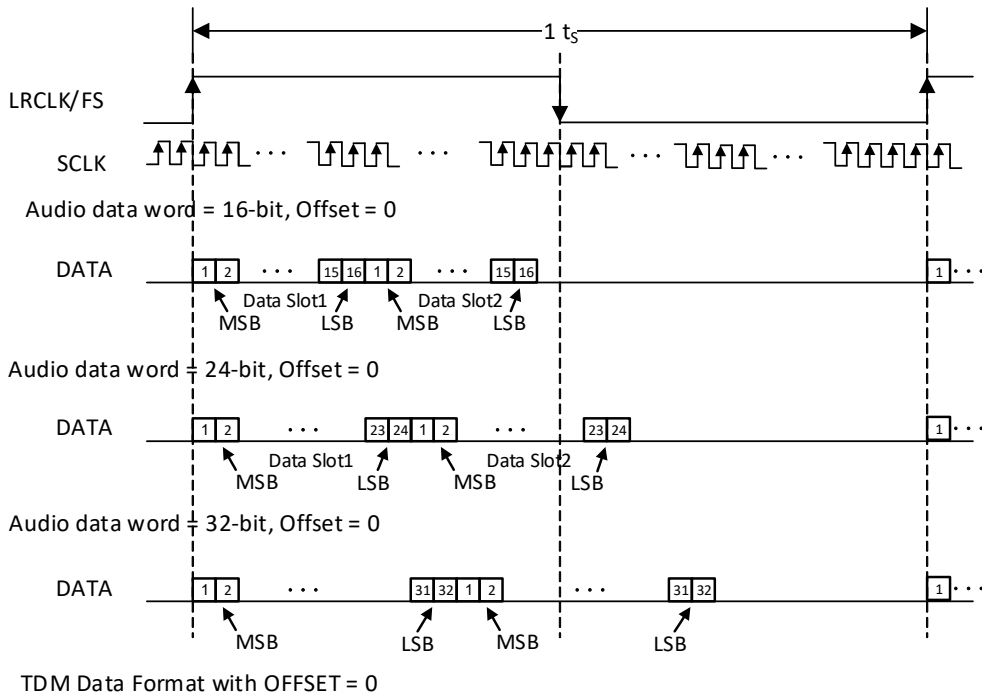 1 tS
LRCLK/FS
SCLK
Audio data word = 16-bit, Offset = 0
DATA 1 2 · · · 15 16 1 2 · · · 15 16 1 · · ·
Data Slot1 Data Slot2
MSB LSB MSB LSB
Audio data word = 24-bit, Offset = 0
DATA 1 2 · · · 23 24 1 2 · · · 23 24 1 · · ·
Data Slot1 Data Slot2
MSB LSB MSB LSB
Audio data word = 32-bit, Offset = 0
DATA 1 2 · · · 31 32 1 2 · · · 31 32 1 · · ·
MSB LSB MSB LSB
TDM Data Format with OFFSET = 0